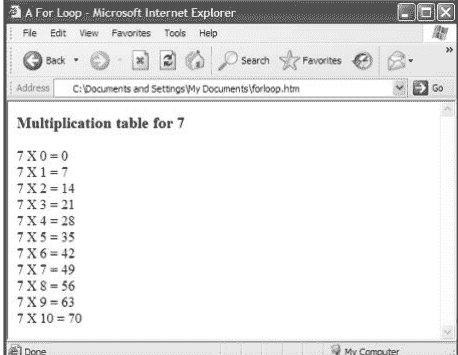 A For Loop - Microsoft Internet Explorer
File Edit View Favorites Tools Help
Back Search Favorites
Address C:\Documents and Settings\My Documents\forloop.htm Go
Multiplication table for 7
7 X 0 = 0
7 X 1 = 7
7 X 2 = 14
7 X 3 = 21
7 X 4 = 28
7 X 5 = 35
7 X 6 = 42
7 X 7 = 49
7 X 8 = 56
7 X 9 = 63
7 X 10 = 70
Done My Computer